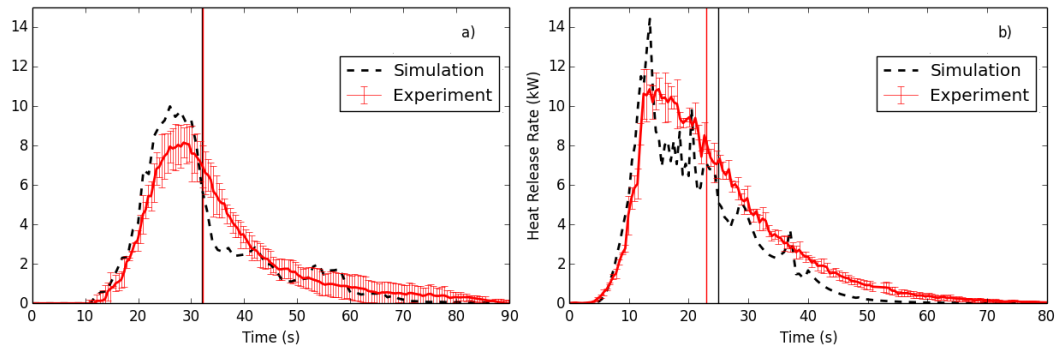 14
12
10
8
6
4
2
0
a)
Simulation
Experiment
0 10 20 30 40 50 60 70 80 90
Time (s)
Heat Release Rate (kW)
14
12
10
8
6
4
2
0
b)
Simulation
Experiment
0 10 20 30 40 50 60 70 80
Time (s)